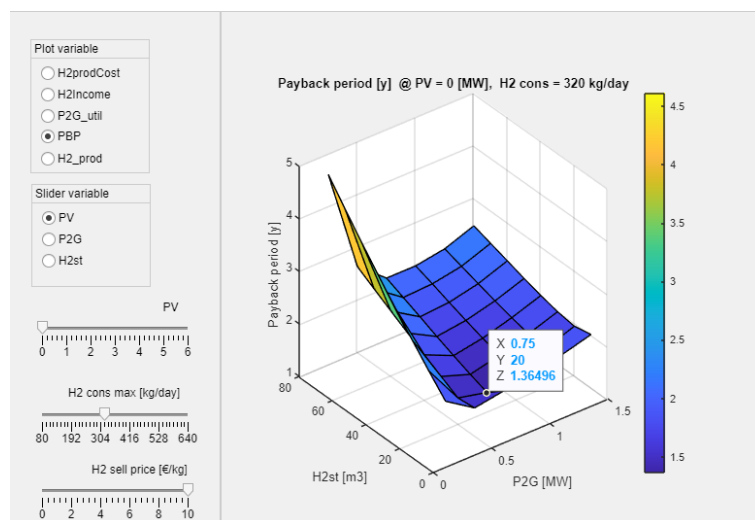 Plot variable
H2prodCost
H2Income
P2G_util
PBP
H2_prod
Slider variable
PV
P2G
H2st
PV
0 1 2 3 4 5 6
H2 cons max [kg/day]
80 192 304 416 528 640
H2 sell price [€/kg]
0 2 4 6 8 10
Payback period [y] @ PV = 0 [MW], H2 cons = 320 kg/day
Payback period [y]
5
4
3
2
1
80
60
40
20
0
H2st [m3]
0
0.5
1
1.5
P2G [MW]
X 0.75
Y 20
Z 1.36496
4.5
4
3.5
3
2.5
2
1.5